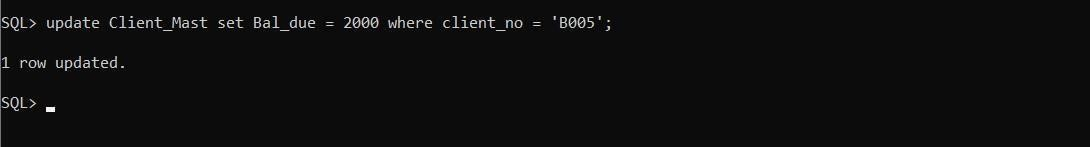 SQL> update Client_Mast set Bal_due = 2000 where client_no = 'B005';
1 row updated.
SQL>